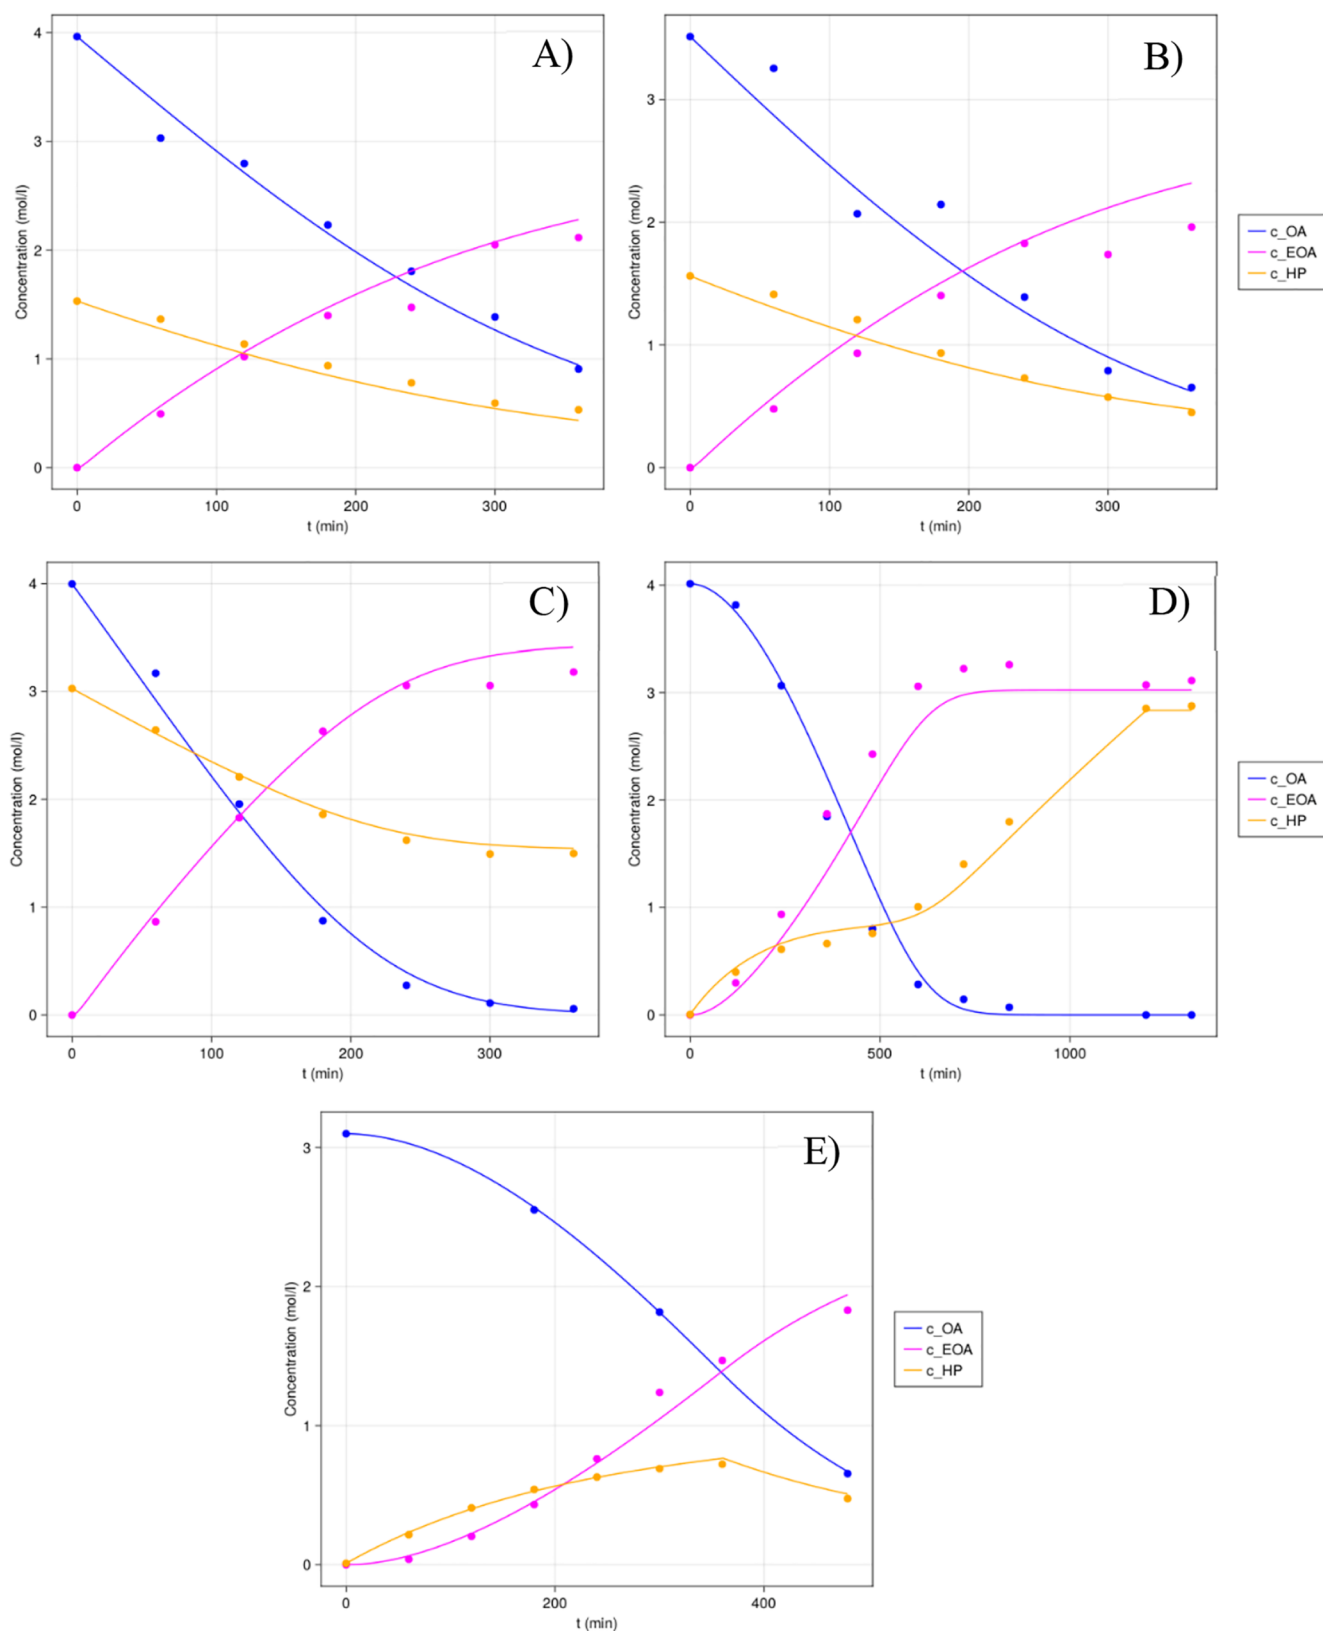 A)
4
3
2
1
0
Concentration (mol/l)
0 100 200 300
t (min)
B)
3
2
1
0
Concentration (mol/l)
0 100 200 300
t (min)
c_OA
c_EOA
c_HP
C)
4
3
2
1
0
Concentration (mol/l)
0 100 200 300
t (min)
D)
4
3
2
1
0
Concentration (mol/l)
0 500 1000
t (min)
c_OA
c_EOA
c_HP
E)
3
2
1
0
Concentration (mol/l)
0 200 400
t (min)
c_OA
c_EOA
c_HP